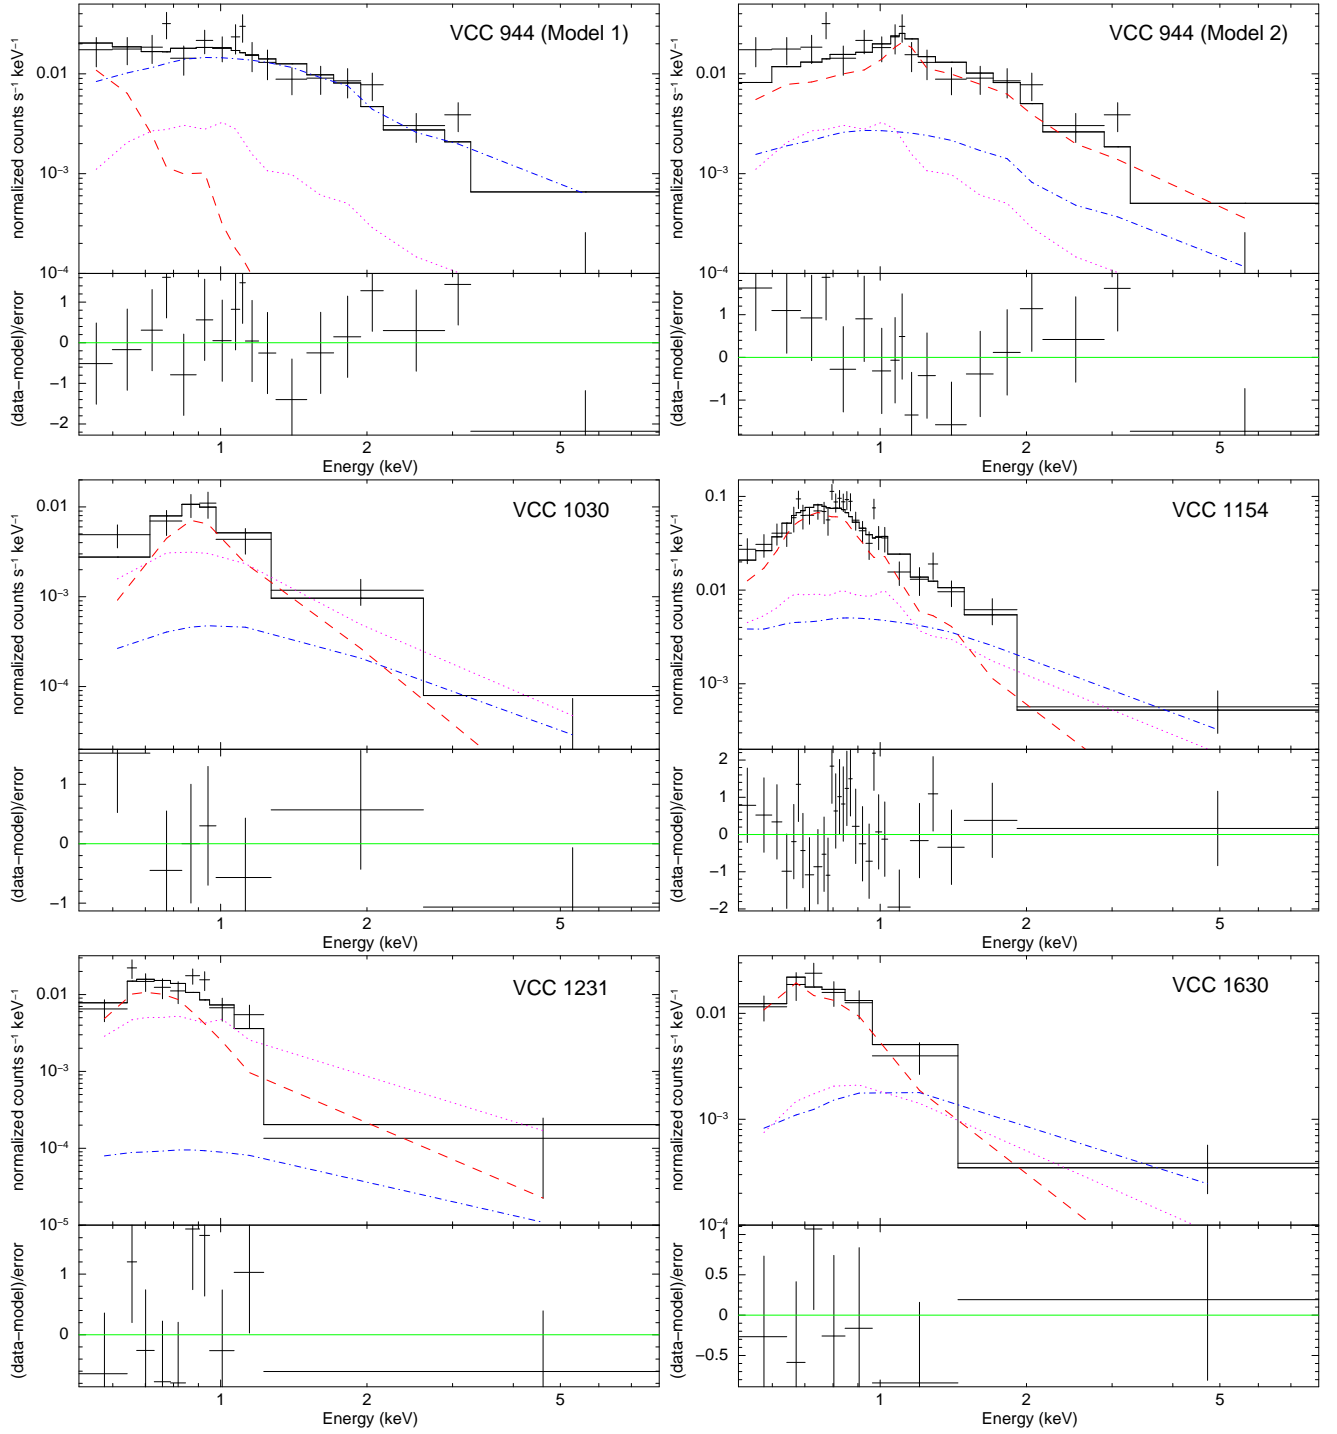 VCC 944 (Model 1)
normalized counts s⁻¹ keV⁻¹
0.01
10⁻³
10⁻⁴
(data−model)/error
1
0
−1
−2
1
2
5
Energy (keV)
VCC 944 (Model 2)
normalized counts s⁻¹ keV⁻¹
0.01
10⁻³
10⁻⁴
(data−model)/error
1
0
−1
1
2
5
Energy (keV)
VCC 1030
normalized counts s⁻¹ keV⁻¹
0.01
10⁻³
10⁻⁴
(data−model)/error
1
0
−1
1
2
5
Energy (keV)
VCC 1154
normalized counts s⁻¹ keV⁻¹
0.1
0.01
10⁻³
(data−model)/error
2
1
0
−1
−2
1
2
5
Energy (keV)
VCC 1231
normalized counts s⁻¹ keV⁻¹
0.01
10⁻³
10⁻⁴
10⁻⁵
(data−model)/error
1
0
1
2
5
Energy (keV)
VCC 1630
normalized counts s⁻¹ keV⁻¹
0.01
10⁻³
10⁻⁴
(data−model)/error
1
0.5
0
−0.5
1
2
5
Energy (keV)